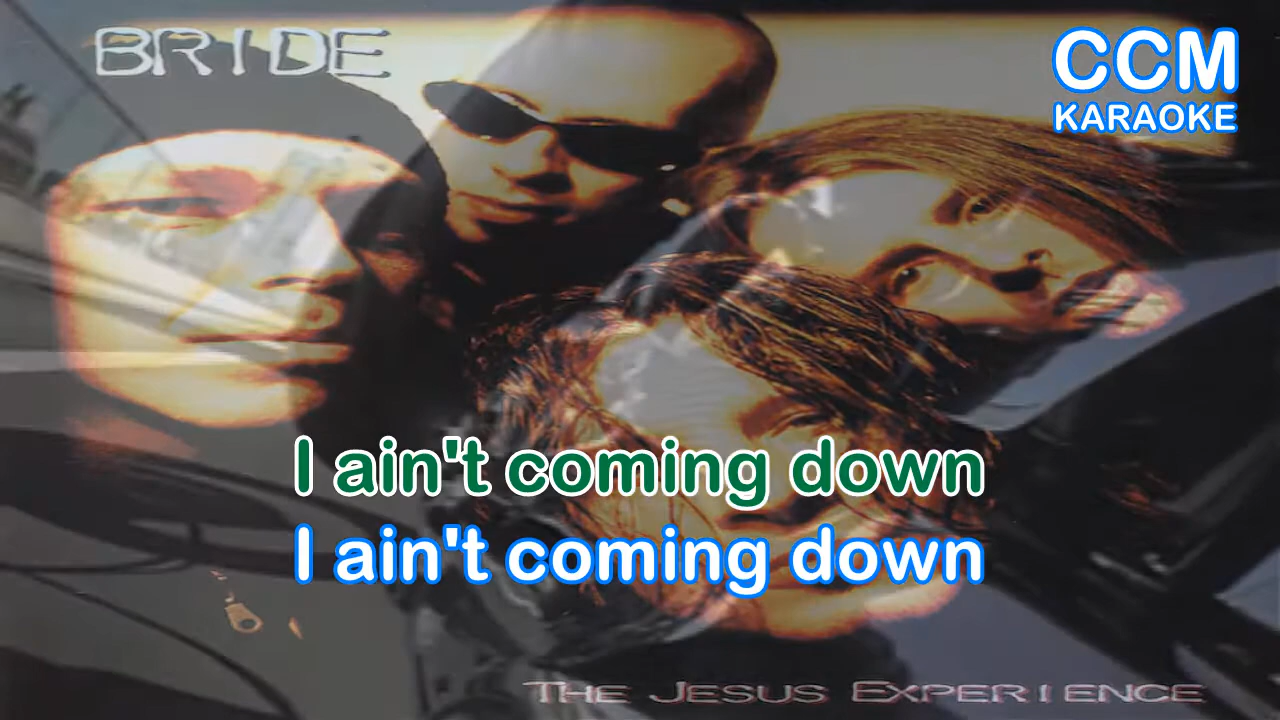 BRIDE
CCM
KARAOKE
I ain't coming down
I ain't coming down
THE JESUS EXPERIENCE